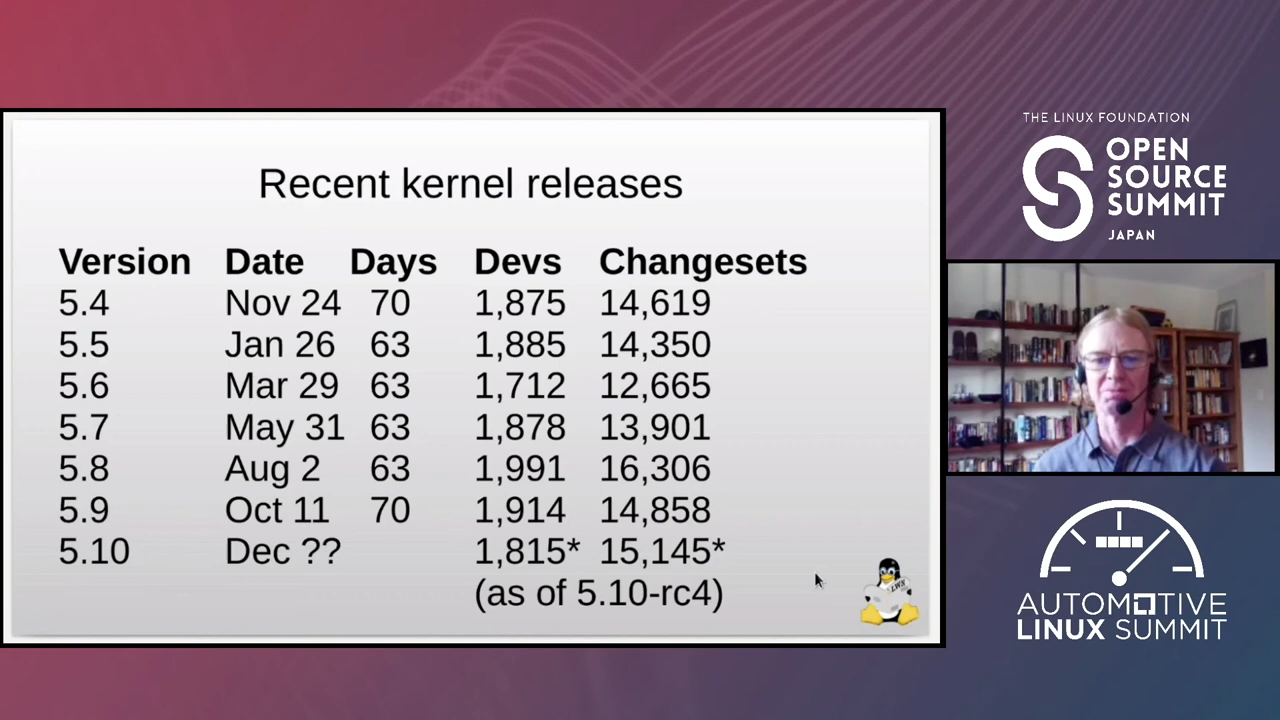 Recent kernel releases
Version Date Days Devs Changesets
5.4 Nov 24 70 1,875 14,619
5.5 Jan 26 63 1,885 14,350
5.6 Mar 29 63 1,712 12,665
5.7 May 31 63 1,878 13,901
5.8 Aug 2 63 1,991 16,306
5.9 Oct 11 70 1,914 14,858
5.10 Dec ?? 1,815* 15,145*
(as of 5.10-rc4)
LWN
THE LINUX FOUNDATION
OPEN
SOURCE
SUMMIT
JAPAN
AUTOMOTIVE
LINUX SUMMIT